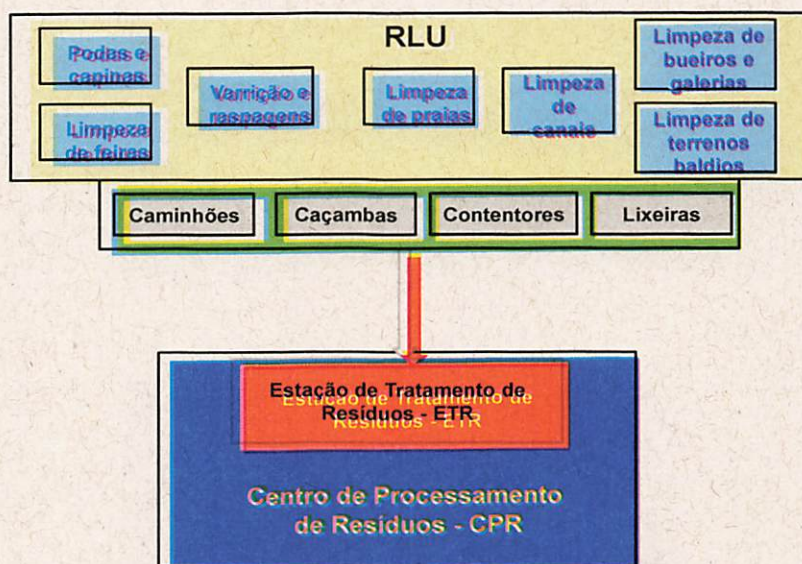 RLU
Podas e
capinas
Limpeza
de feiras
Varrição e
raspagens
Limpeza
de praias
Limpeza
de
canais
Limpeza de
bueiros e
galerias
Limpeza de
terrenos
baldios
Caminhões
Caçambas
Contentores
Lixeiras
Estação de Tratamento de
Resíduos - ETR
Centro de Processamento
de Resíduos - CPR